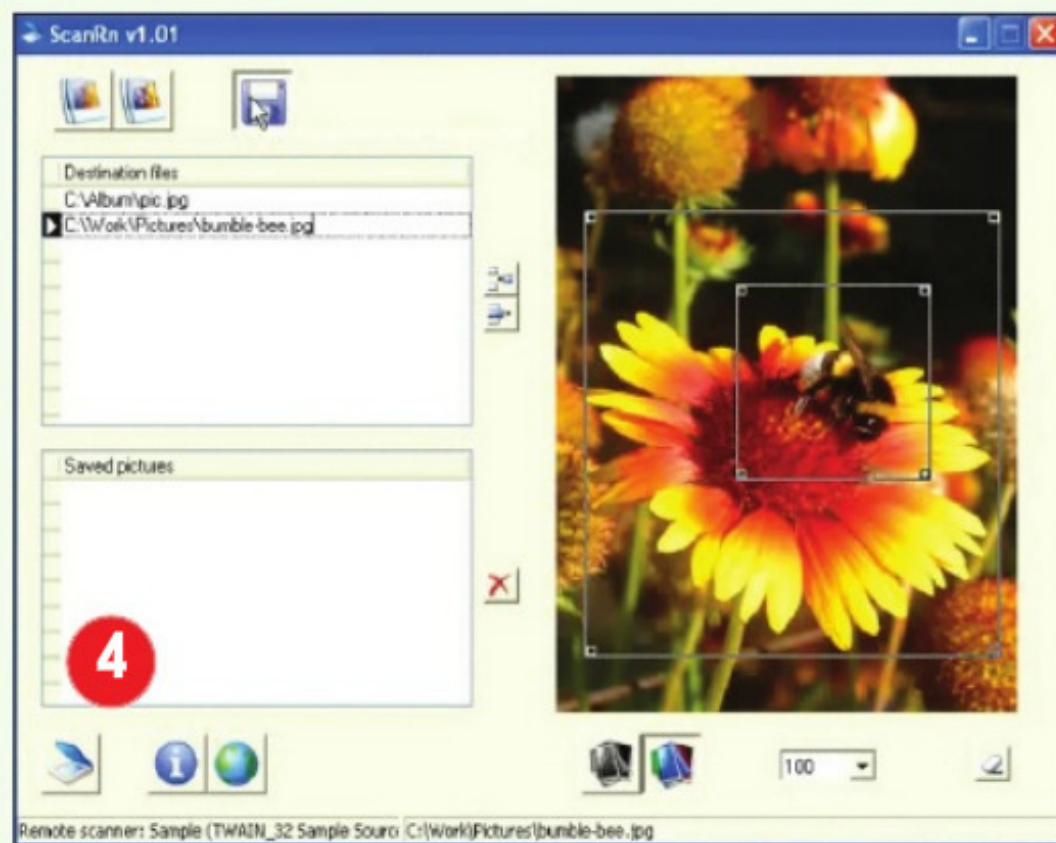 ScanRn v1.01
Destination files
C:\Album\pic.jpg
C:\Work\Pictures\bumble-bee.jpg
Saved pictures
4
100
Remote scanner: Sample (TWAIN_32 Sample Sourc C:\Work\Pictures\bumble-bee.jpg